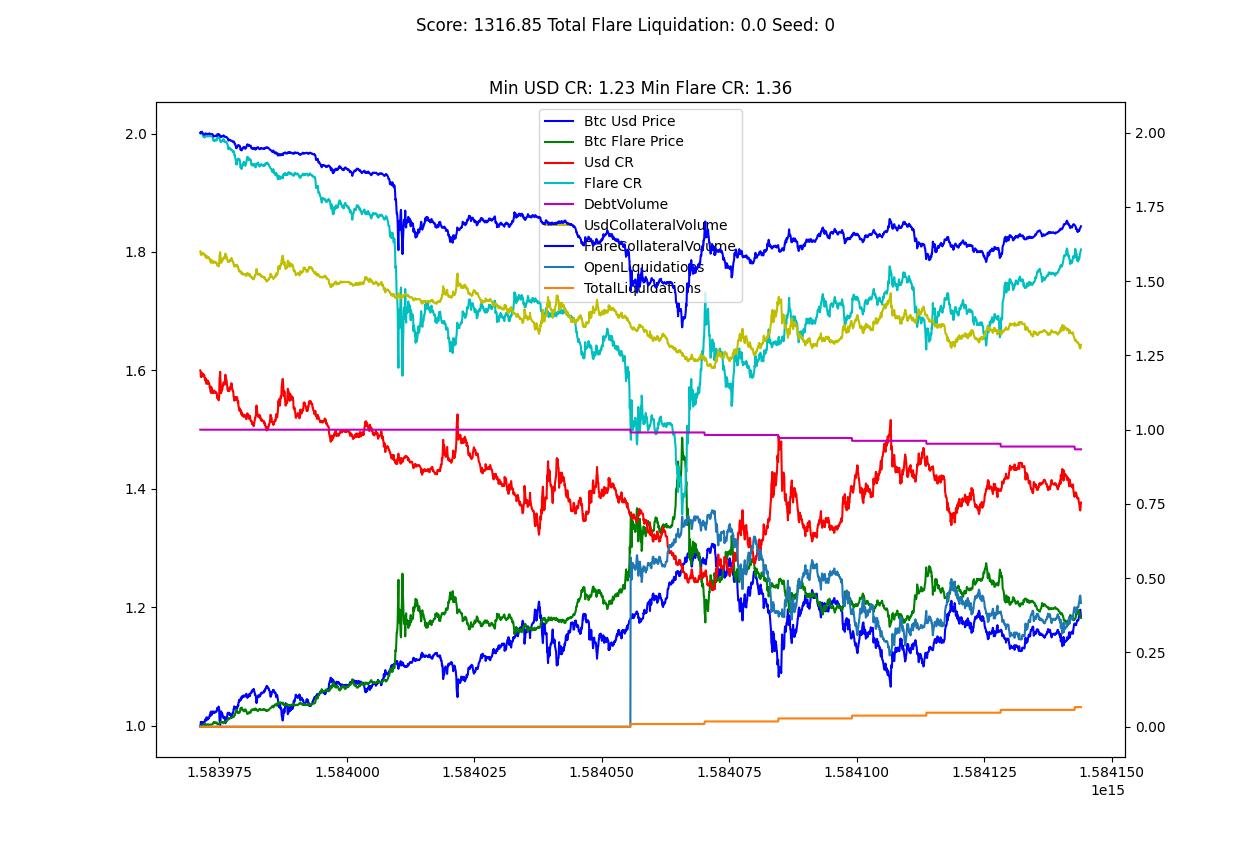 Score: 1316.85 Total Flare Liquidation: 0.0 Seed: 0
Min USD CR: 1.23 Min Flare CR: 1.36
Btc Usd Price
Btc Flare Price
Usd CR
Flare CR
DebtVolume
UsdCollateralVolume
FlareCollateralVolume
OpenLiquidations
TotalLiquidations
2.0
1.8
1.6
1.4
1.2
1.0
2.00
1.75
1.50
1.25
1.00
0.75
0.50
0.25
0.00
1.583975 1.584000 1.584025 1.584050 1.584075 1.584100 1.584125 1.584150
1e15